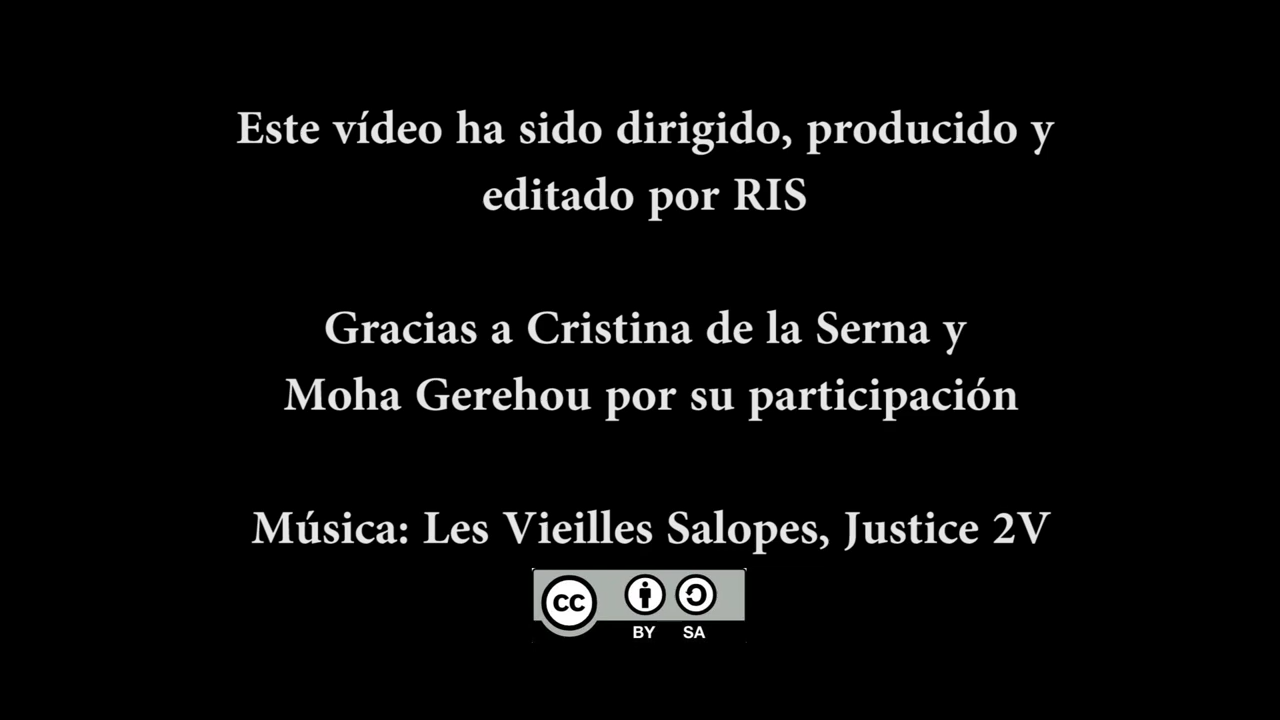 Este vídeo ha sido dirigido, producido y
editado por RIS
Gracias a Cristina de la Serna y
Moha Gerehou por su participación
Música: Les Vieilles Salopes, Justice 2V
CC
BY SA